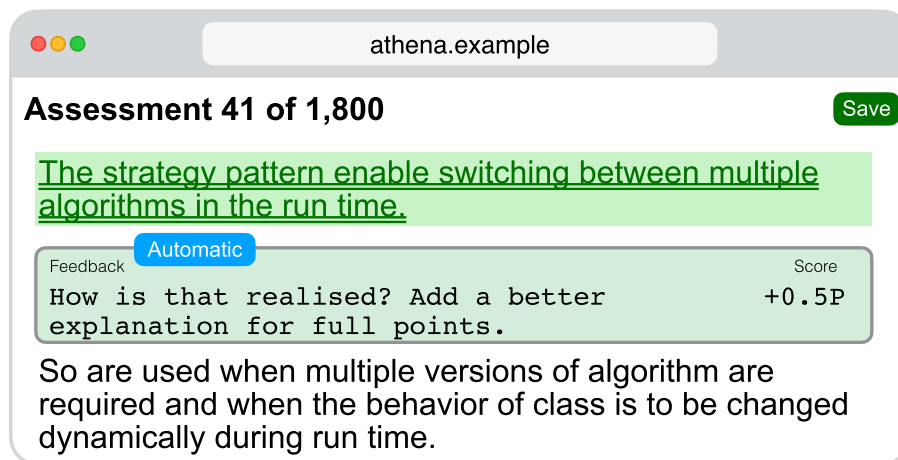 athena.example
Assessment 41 of 1,800
Save
The strategy pattern enable switching between multiple
algorithms in the run time.
Automatic
Feedback
Score
How is that realised? Add a better
+0.5P
explanation for full points.
So are used when multiple versions of algorithm are
required and when the behavior of class is to be changed
dynamically during run time.